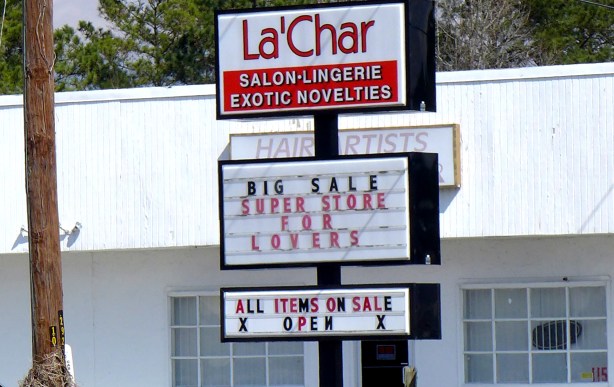 La'Char
SALON·LINGERIE
EXOTIC NOVELTIES
HAIR ARTISTS
BIG SALE
SUPER STORE
FOR
LOVERS
ALL ITEMS ON SALE
X OPEN X
115